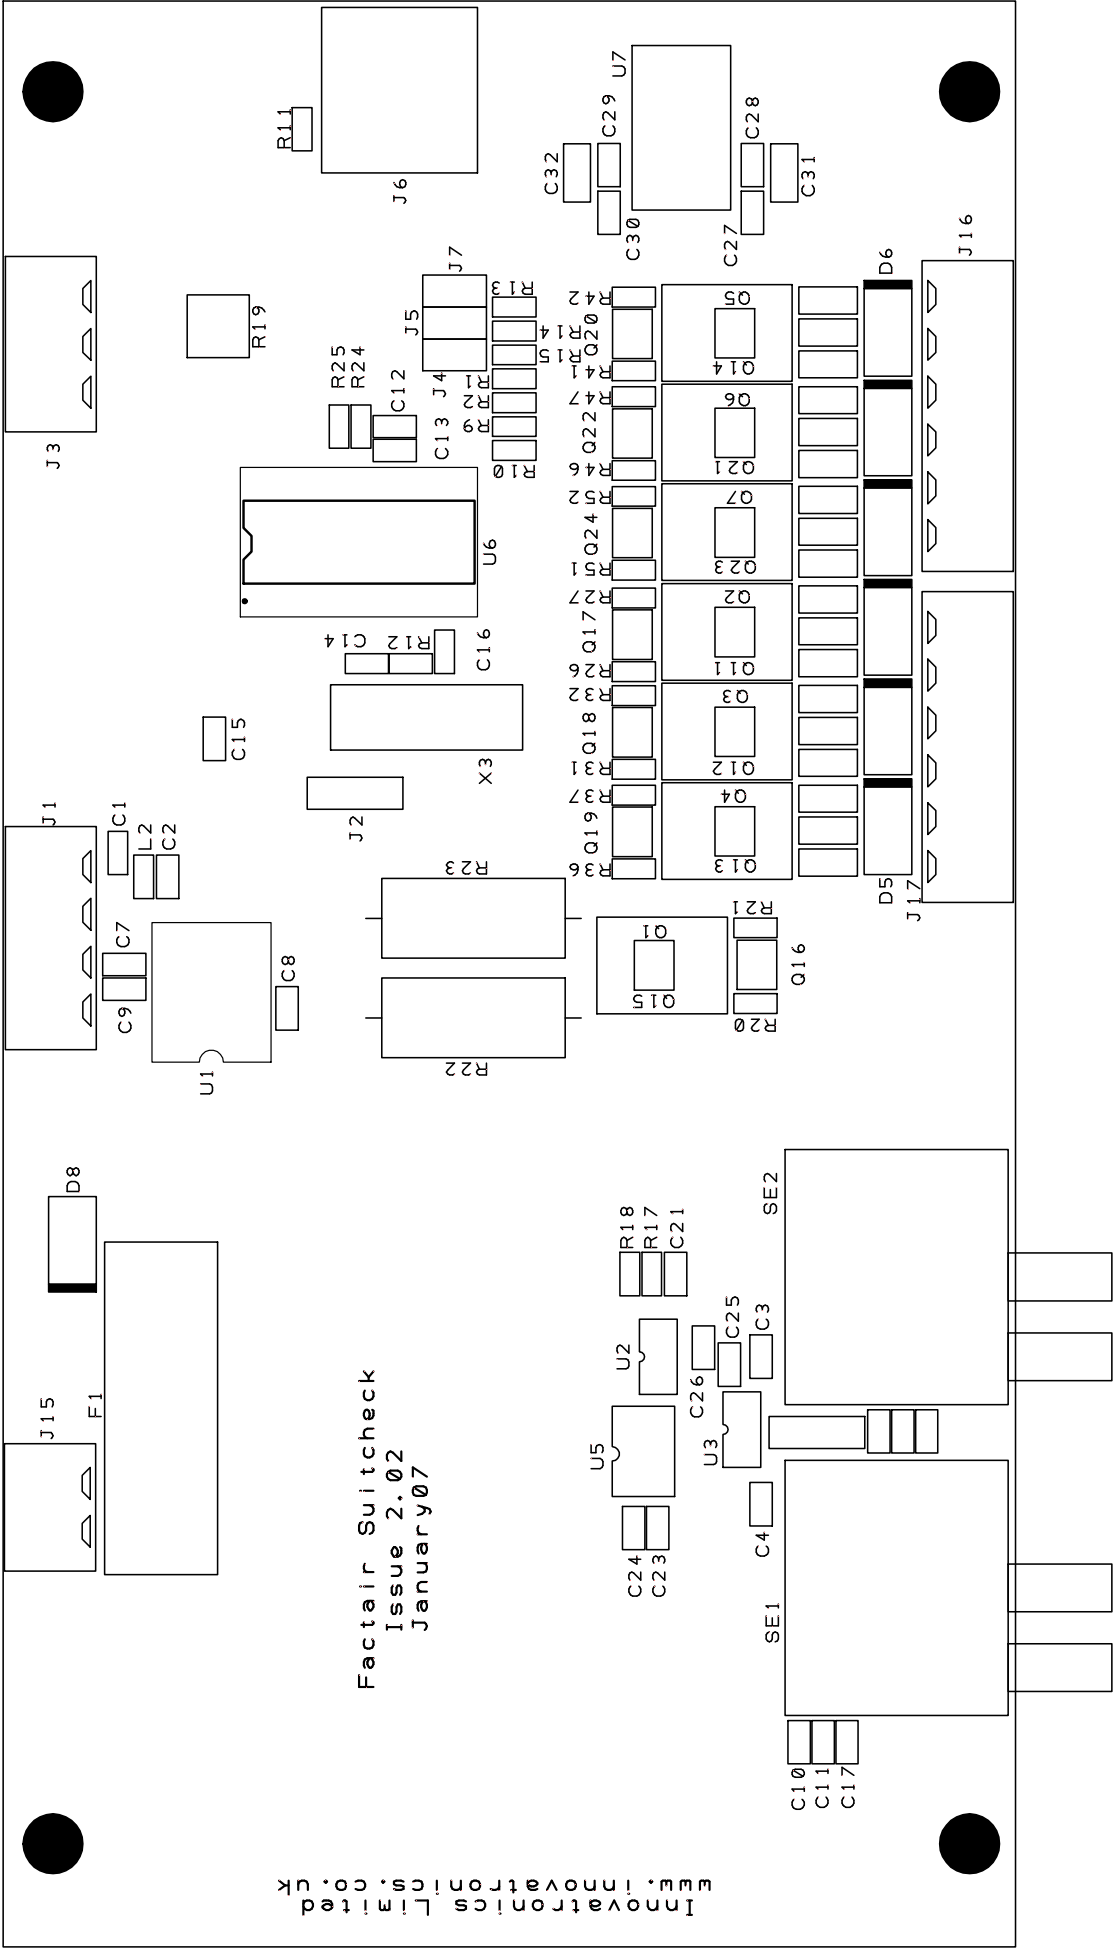 R11
J6
U7
C29
C28
C32
C31
C30
C27
J3
R19
J7
J5
J4
R13
R14
R15
R1
R2
R9
R10
R25
R24
C12
C13
U6
C14
R12
C16
X3
C15
J2
R42
Q20
R41
R47
Q22
R46
R52
Q24
R51
R27
Q17
R26
R32
Q18
R31
R37
Q19
R36
Q5
Q14
Q6
Q21
Q7
Q23
Q2
Q11
Q3
Q12
Q4
Q13
D6
J16
D5
J17
J1
C1
L2
C2
C7
C9
U1
C8
R23
R22
Q1
Q15
R21
Q16
R20
D8
F1
J15
Factair Suitcheck
Issue 2.02
January07
R18
R17
C21
U2
C26
C25
C3
U5
U3
C4
C24
C23
SE2
SE1
C10
C11
C17
Innovatronics Limited
www.innovatronics.co.uk